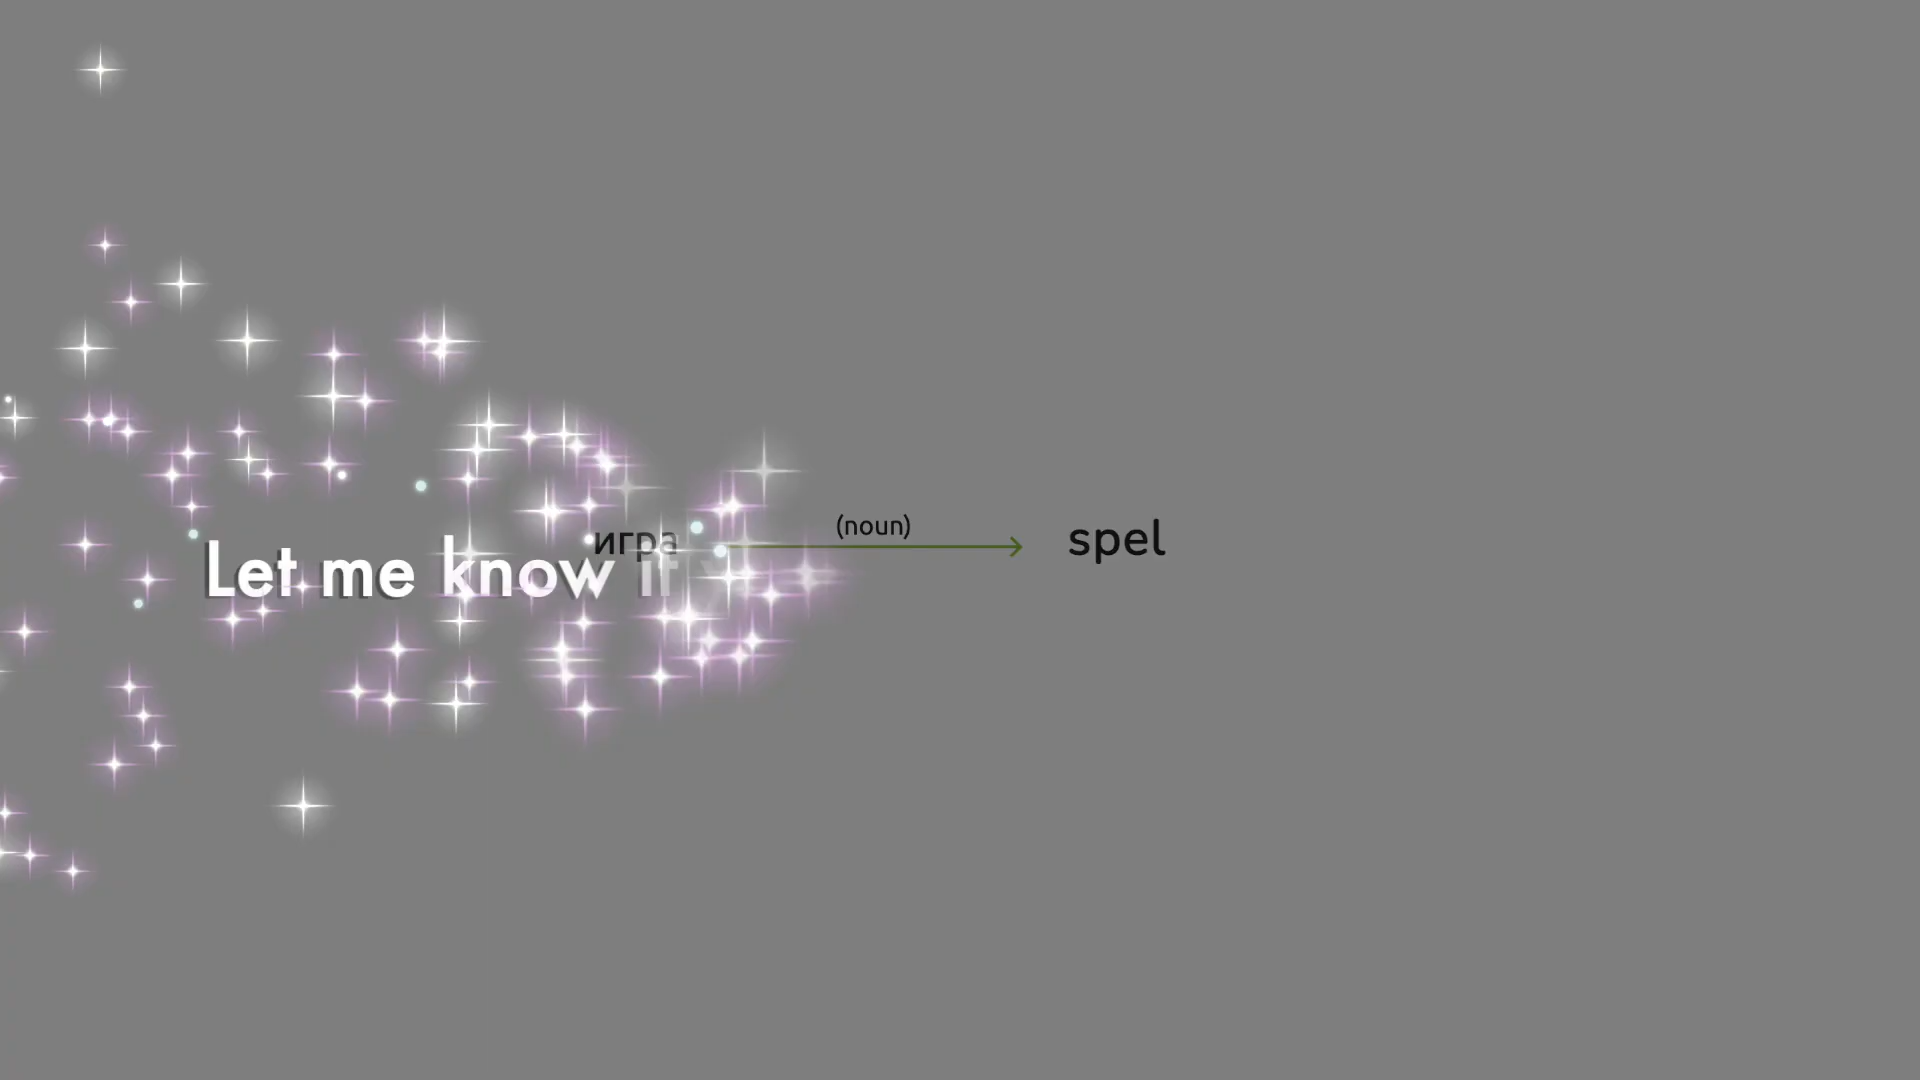 (noun)
игра spel
Let me know if